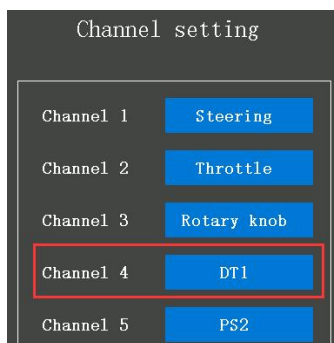 Channel setting
Channel 1 Steering
Channel 2 Throttle
Channel 3 Rotary knob
Channel 4 DT1
Channel 5 PS2